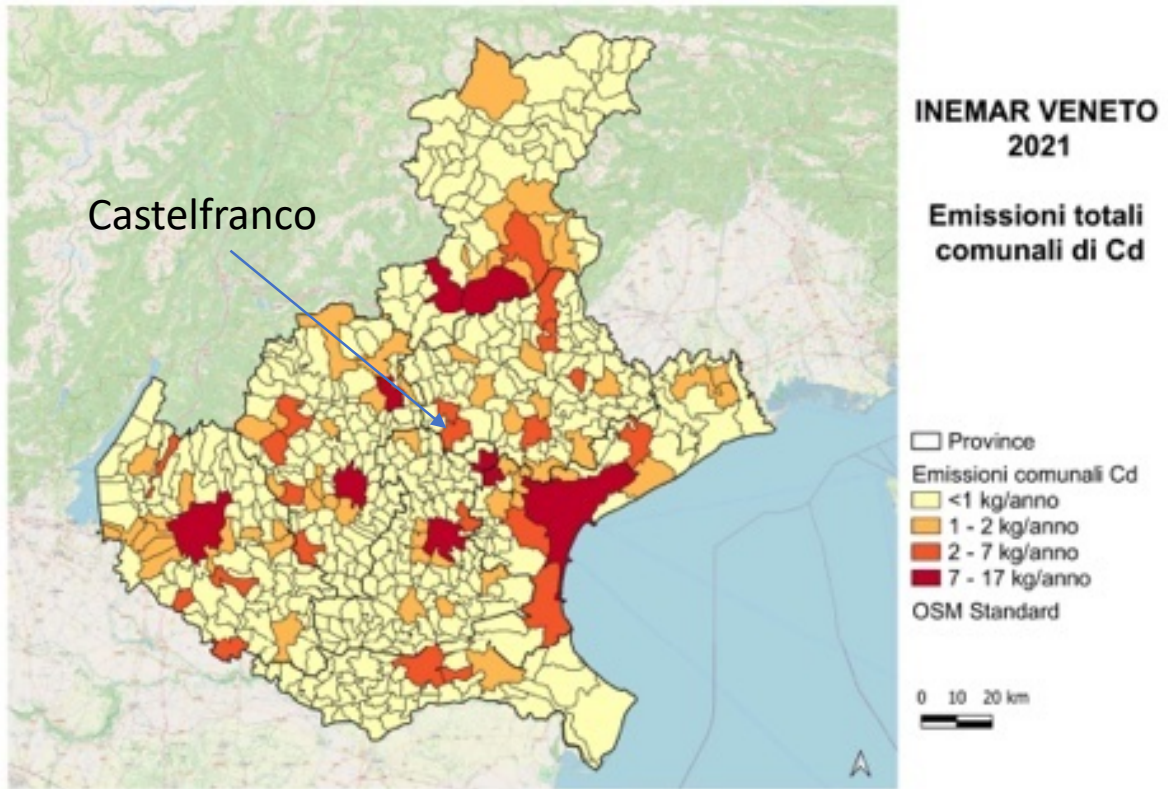 Castelfranco
INEMAR VENETO
2021
Emissioni totali
comunali di Cd
Province
Emissioni comunali Cd
<1 kg/anno
1 - 2 kg/anno
2 - 7 kg/anno
7 - 17 kg/anno
OSM Standard
0 10 20 km